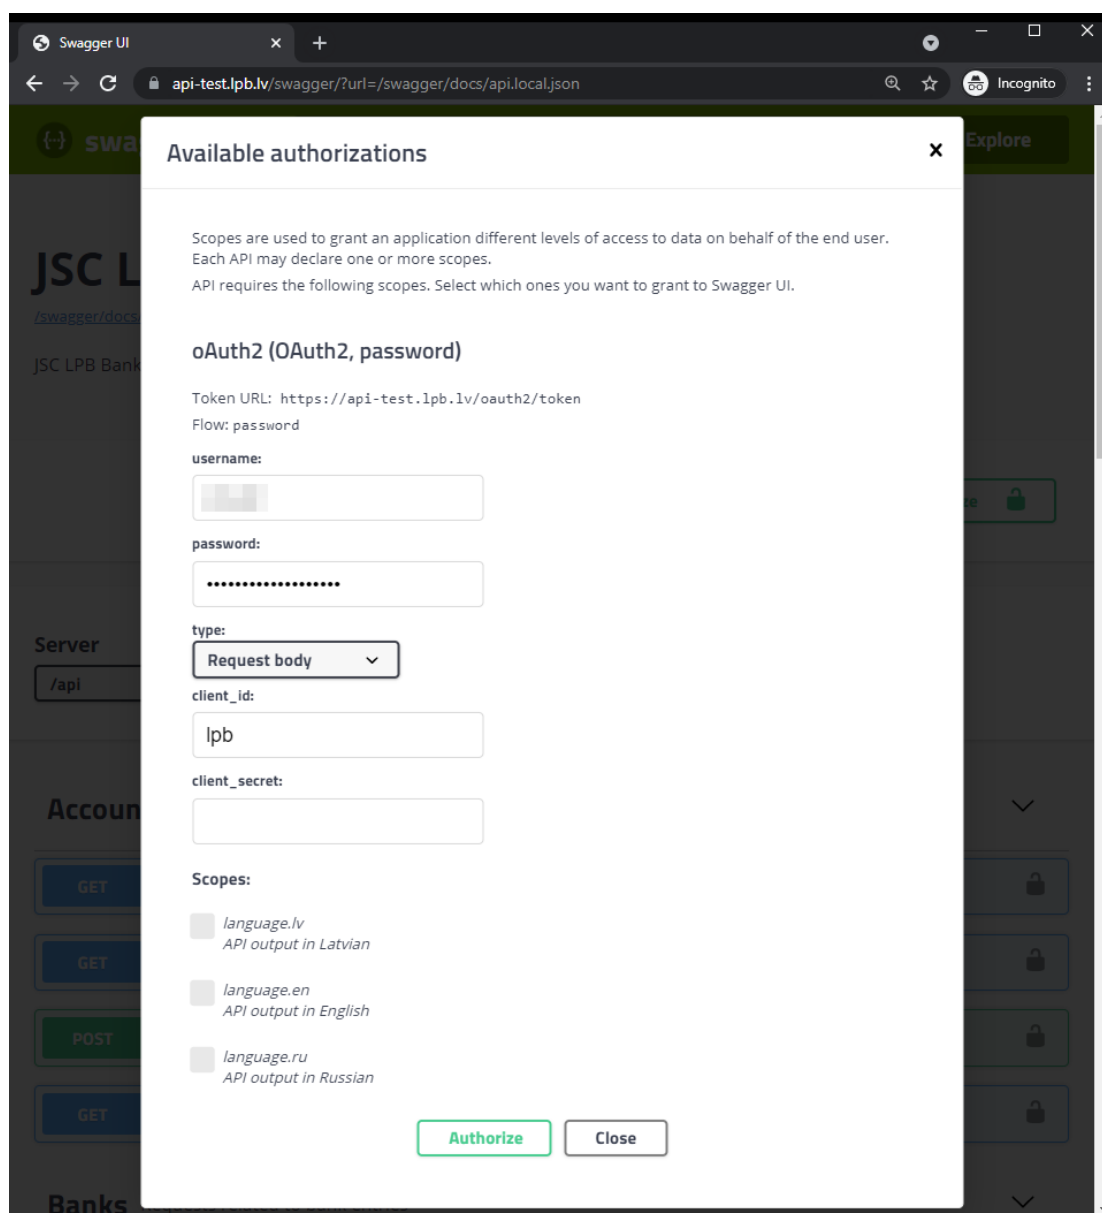 Swagger UI
api-test.lpb.lv/swagger/?url=/swagger/docs/api.local.json
Incognito
swa
Explore
Available authorizations
Scopes are used to grant an application different levels of access to data on behalf of the end user.
Each API may declare one or more scopes.
API requires the following scopes. Select which ones you want to grant to Swagger UI.
JSC L
/swagger/docs/
JSC LPB Bank
oAuth2 (OAuth2, password)
Token URL: https://api-test.lpb.lv/oauth2/token
Flow: password
username:
ze
password:
type:
Request body
Server
/api
client_id:
lpb
client_secret:
Accoun
Scopes:
GET
language.lv
API output in Latvian
GET
language.en
API output in English
POST
language.ru
API output in Russian
GET
Authorize
Close
Banks